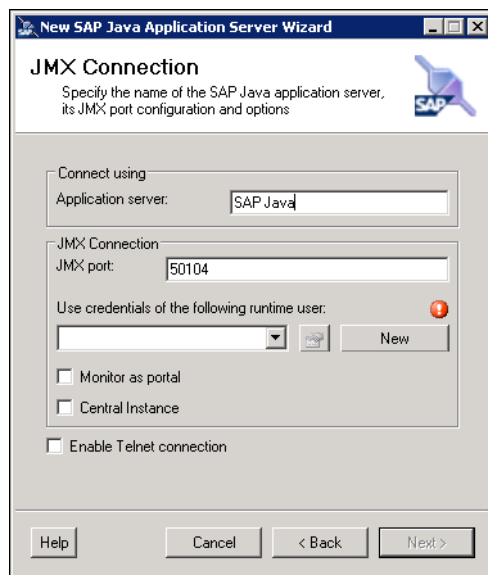 New SAP Java Application Server Wizard
JMX Connection
Specify the name of the SAP Java application server,
its JMX port configuration and options
SAP
Connect using
Application server: SAP Java
JMX Connection
JMX port: 50104
Use credentials of the following runtime user:
New
Monitor as portal
Central Instance
Enable Telnet connection
Help Cancel < Back Next >